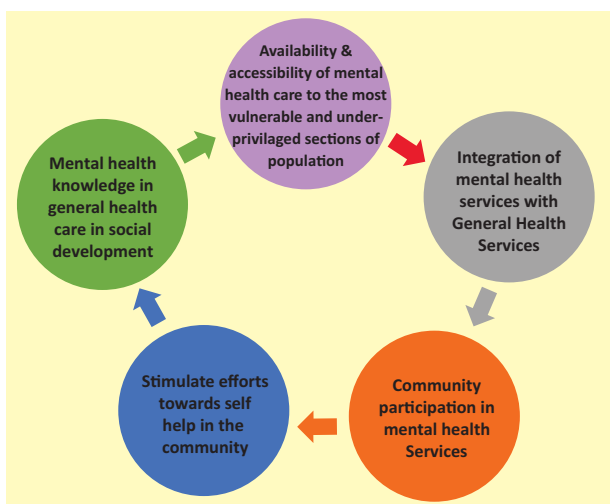 Availability &
accessibility of mental
health care to the most
vulnerable and under-
privilaged sections of
population
Integration of
mental health
services with
General Health
Services
Community
participation in
mental health
Services
Stimulate efforts
towards self
help in the
community
Mental health
knowledge in
general health
care in social
development